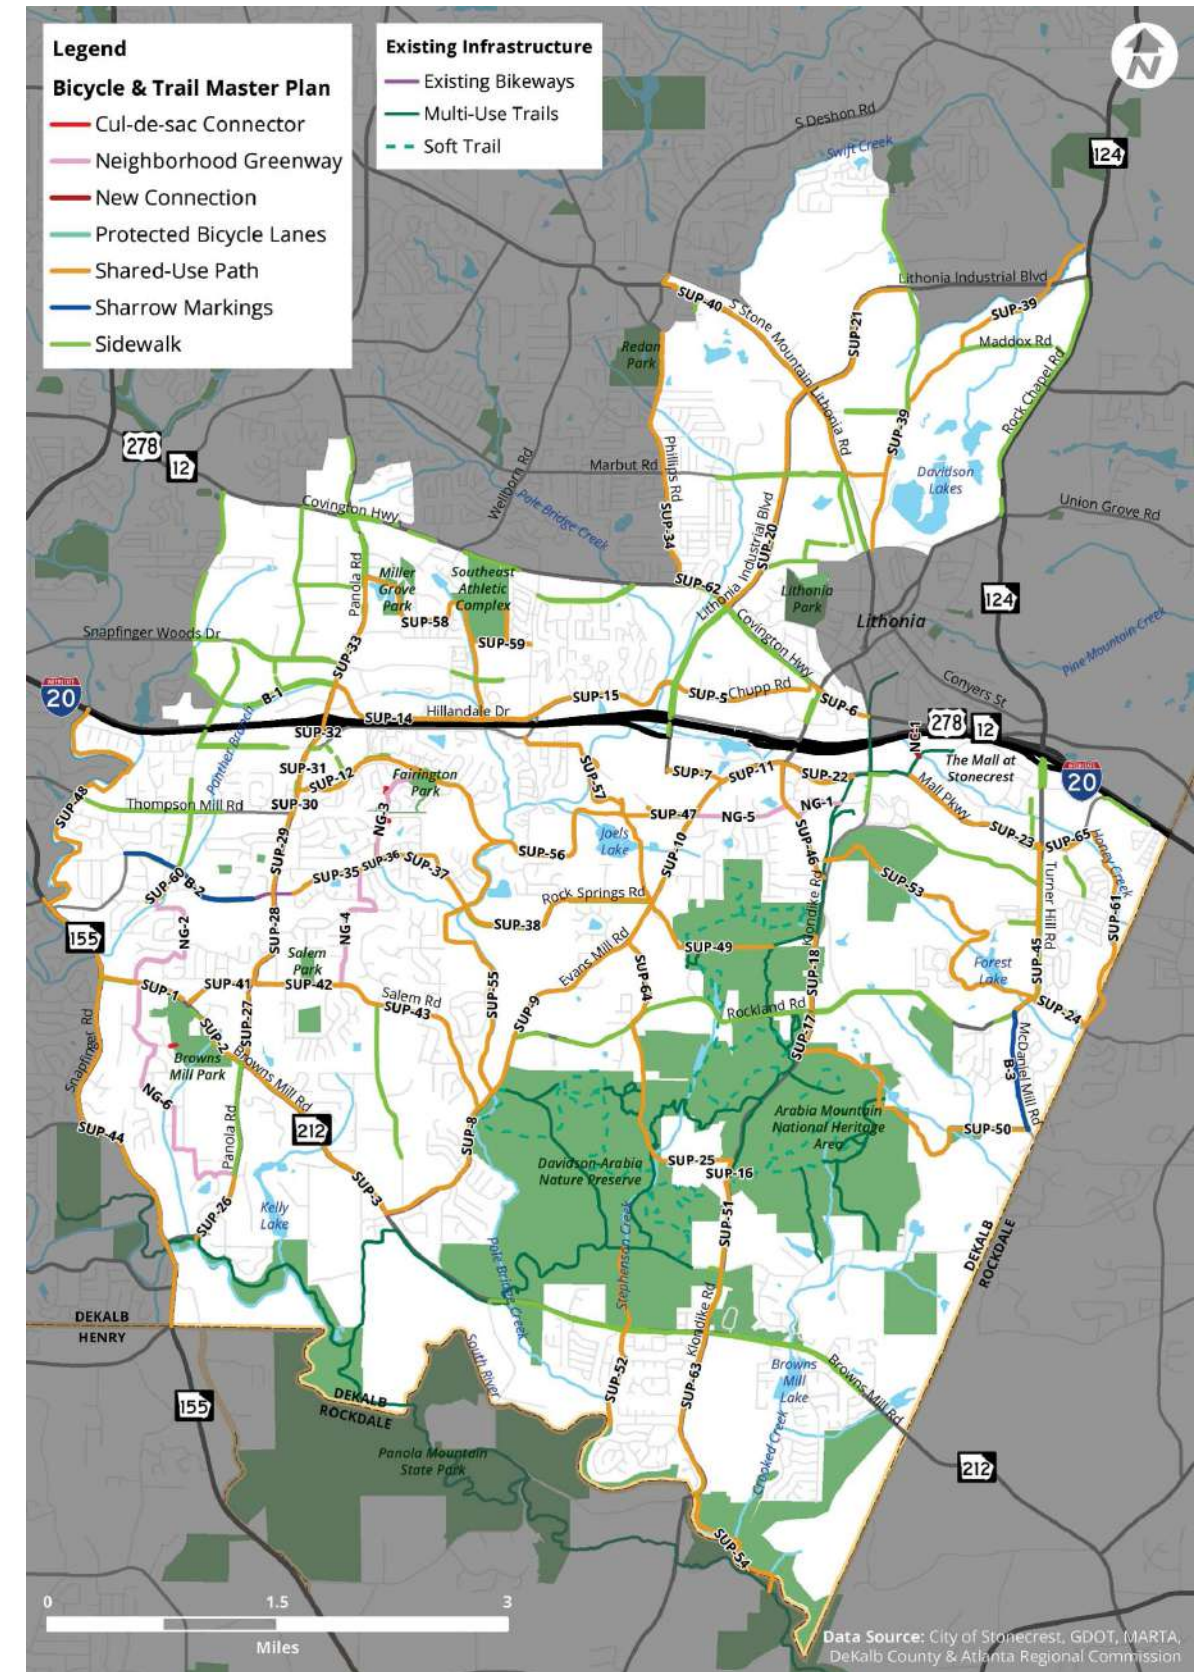 Legend
Bicycle & Trail Master Plan
Cul-de-sac Connector
Neighborhood Greenway
New Connection
Protected Bicycle Lanes
Shared-Use Path
Sharrow Markings
Sidewalk
Existing Infrastructure
Existing Bikeways
Multi-Use Trails
Soft Trail
N
S Deshon Rd
Swift Creek
124
Lithonia Industrial Blvd
SUP-40
S Stone Mountain Lithonia Rd
SUP-21
SUP-39
Maddox Rd
Redan
Park
Rock Chapel Rd
SUP-39
278
12
Marbut Rd
Phillips Rd
Wellborn Rd
Davidson
Lakes
Covington Hwy
Pole Bridge Creek
SUP-34
Lithonia Industrial Blvd
SUP-20
Union Grove Rd
Panola Rd
Miller
Grove
Park
Southeast
Athletic
Complex
SUP-62
Lithonia
Park
124
SUP-58
Covington Hwy
Lithonia
Snapfinger Woods Dr
SUP-33
SUP-59
Pine Mountain Creek
INTERSTATE
20
B-1
SUP-15
SUP-5
Chupp Rd
SUP-6
Conyers St
SUP-14
Hillandale Dr
Panther Branch
SUP-32
NG-1
278
12
SUP-31
SUP-12
Fairington
Park
SUP-57
SUP-7
SUP-11
SUP-22
The Mall at
Stonecrest
INTERSTATE
20
SUP-48
Thompson Mill Rd
SUP-30
NG-3
SUP-47
NG-5
NG-1
Mall Pkwy
SUP-23
SUP-65
Honey Creek
SUP-29
Joels
Lake
SUP-10
SUP-46
SUP-56
SUP-60
B-2
SUP-35
SUP-36
SUP-37
Rock Springs Rd
Klondike Rd
SUP-53
Turner Hill Rd
SUP-61
155
NG-2
SUP-28
NG-4
SUP-38
Evans Mill Rd
SUP-49
SUP-18
SUP-45
Salem
Park
Forest
Lake
SUP-1
SUP-41
SUP-42
Salem Rd
SUP-43
SUP-55
SUP-9
SUP-64
Rockland Rd
SUP-24
Snapfinger Rd
SUP-2
SUP-27
SUP-17
McDaniel Mill Rd
B-3
Browns
Mill Park
Browns Mill Rd
NG-6
Panola Rd
212
SUP-8
Arabia Mountain
National Heritage
Area
SUP-50
SUP-44
Davidson-Arabia
Nature Preserve
SUP-25
SUP-16
SUP-3
SUP-51
SUP-26
Kelly
Lake
Stephenson Creek
Pole Bridge Creek
DEKALB
ROCKDALE
DEKALB
HENRY
Klondike Rd
South River
SUP-52
SUP-63
Browns
Mill
Lake
Browns Mill Rd
DEKALB
ROCKDALE
155
Panola Mountain
State Park
Crooked Creek
212
SUP-54
0
1.5
3
Miles
Data Source: City of Stonecrest, GDOT, MARTA,
DeKalb County & Atlanta Regional Commission